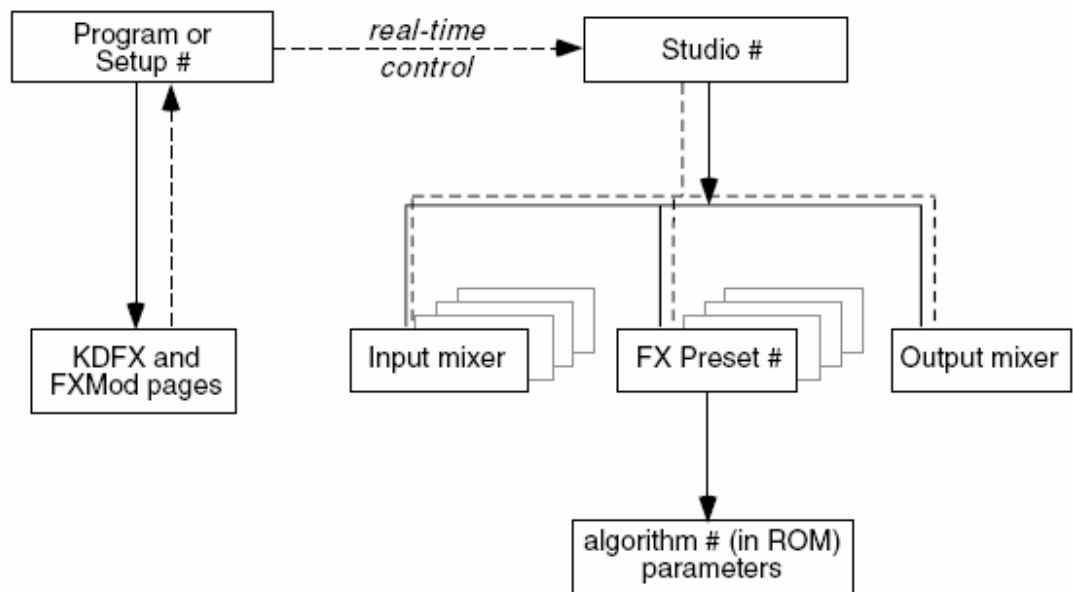 Program or
Setup #
real-time
control
Studio #
KDFX and
FXMod pages
Input mixer
FX Preset #
Output mixer
algorithm # (in ROM)
parameters